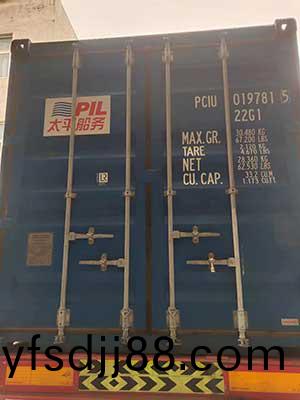 PIL
太平船务
PCIU 019781 5
22G1
MAX.GR. 30.480 KG
67.200 LBS
TARE 2.120 KG
4.670 LBS
NET 28.360 KG
62.530 LBS
CU.CAP. 33.2 CU.M
1.173 CU.FT
yfsdjj88.com